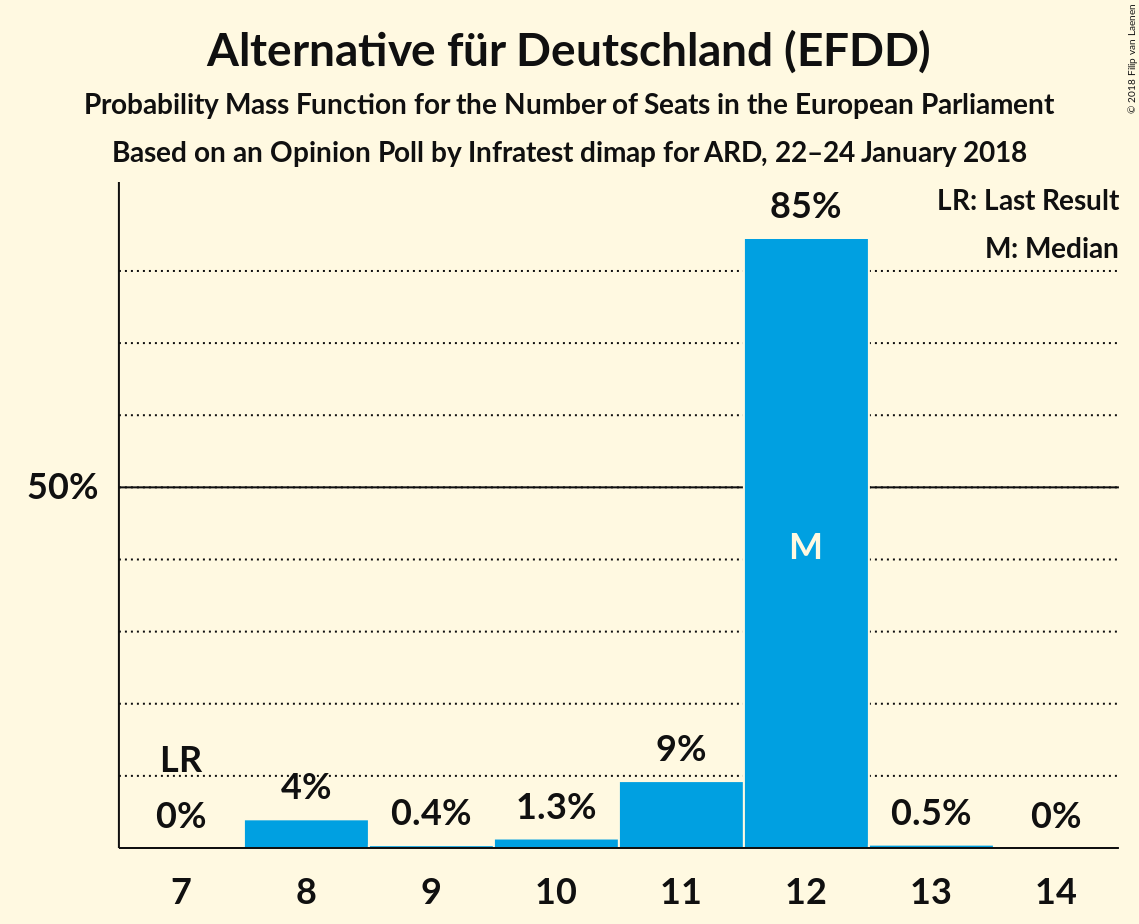 Alternative für Deutschland (EFDD)
Probability Mass Function for the Number of Seats in the European Parliament
Based on an Opinion Poll by Infratest dimap for ARD, 22–24 January 2018
© 2018 Filip van Laenen
LR: Last Result
M: Median
85%
50%
M
LR
9%
4%
0%
0.4%
1.3%
0.5%
0%
7 8 9 10 11 12 13 14